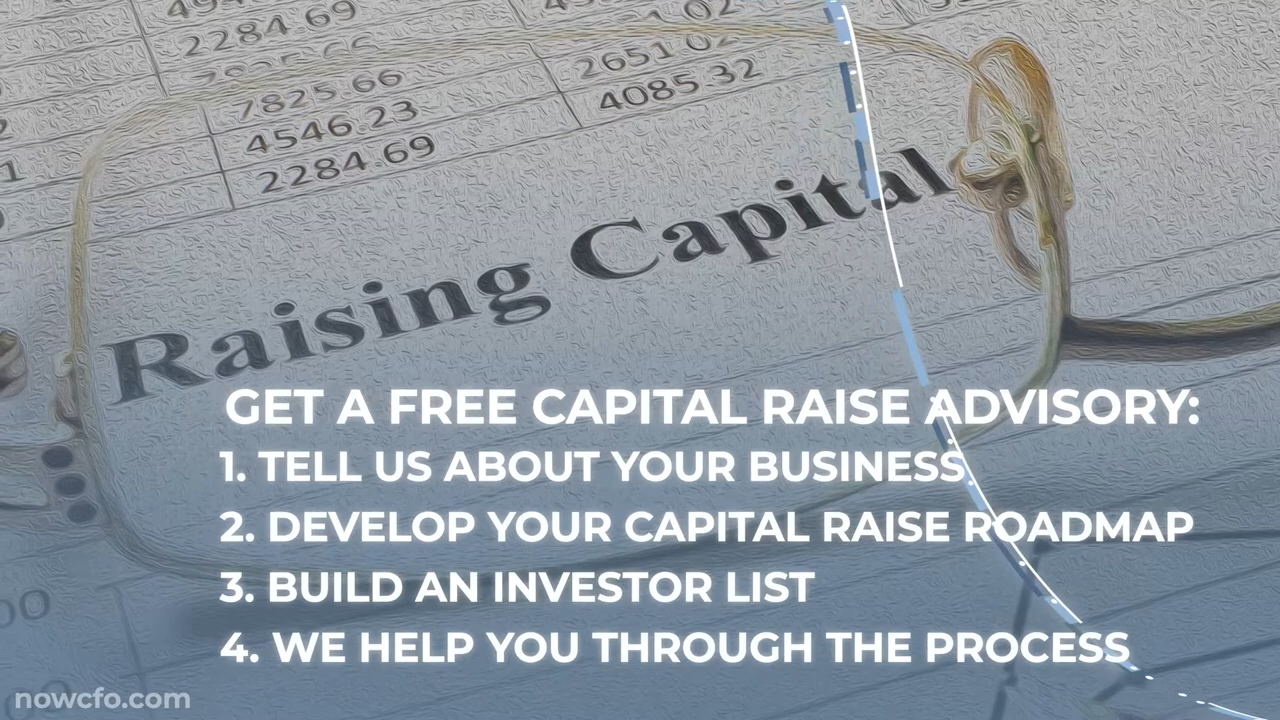 2284.69
7825.66
2651.02
4546.23
4085.32
2284.69
Raising Capital
GET A FREE CAPITAL RAISE ADVISORY:
1. TELL US ABOUT YOUR BUSINESS
2. DEVELOP YOUR CAPITAL RAISE ROADMAP
3. BUILD AN INVESTOR LIST
4. WE HELP YOU THROUGH THE PROCESS
nowcfo.com